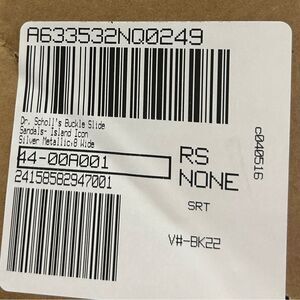 A633532NQ0249
Dr. Scholl's Buckle Slide
Sandals- Island Icon
Silver Metallic,8 Wide
44-00A001
24158582947001
RS
NONE
SRT
V#-BK22
c040516